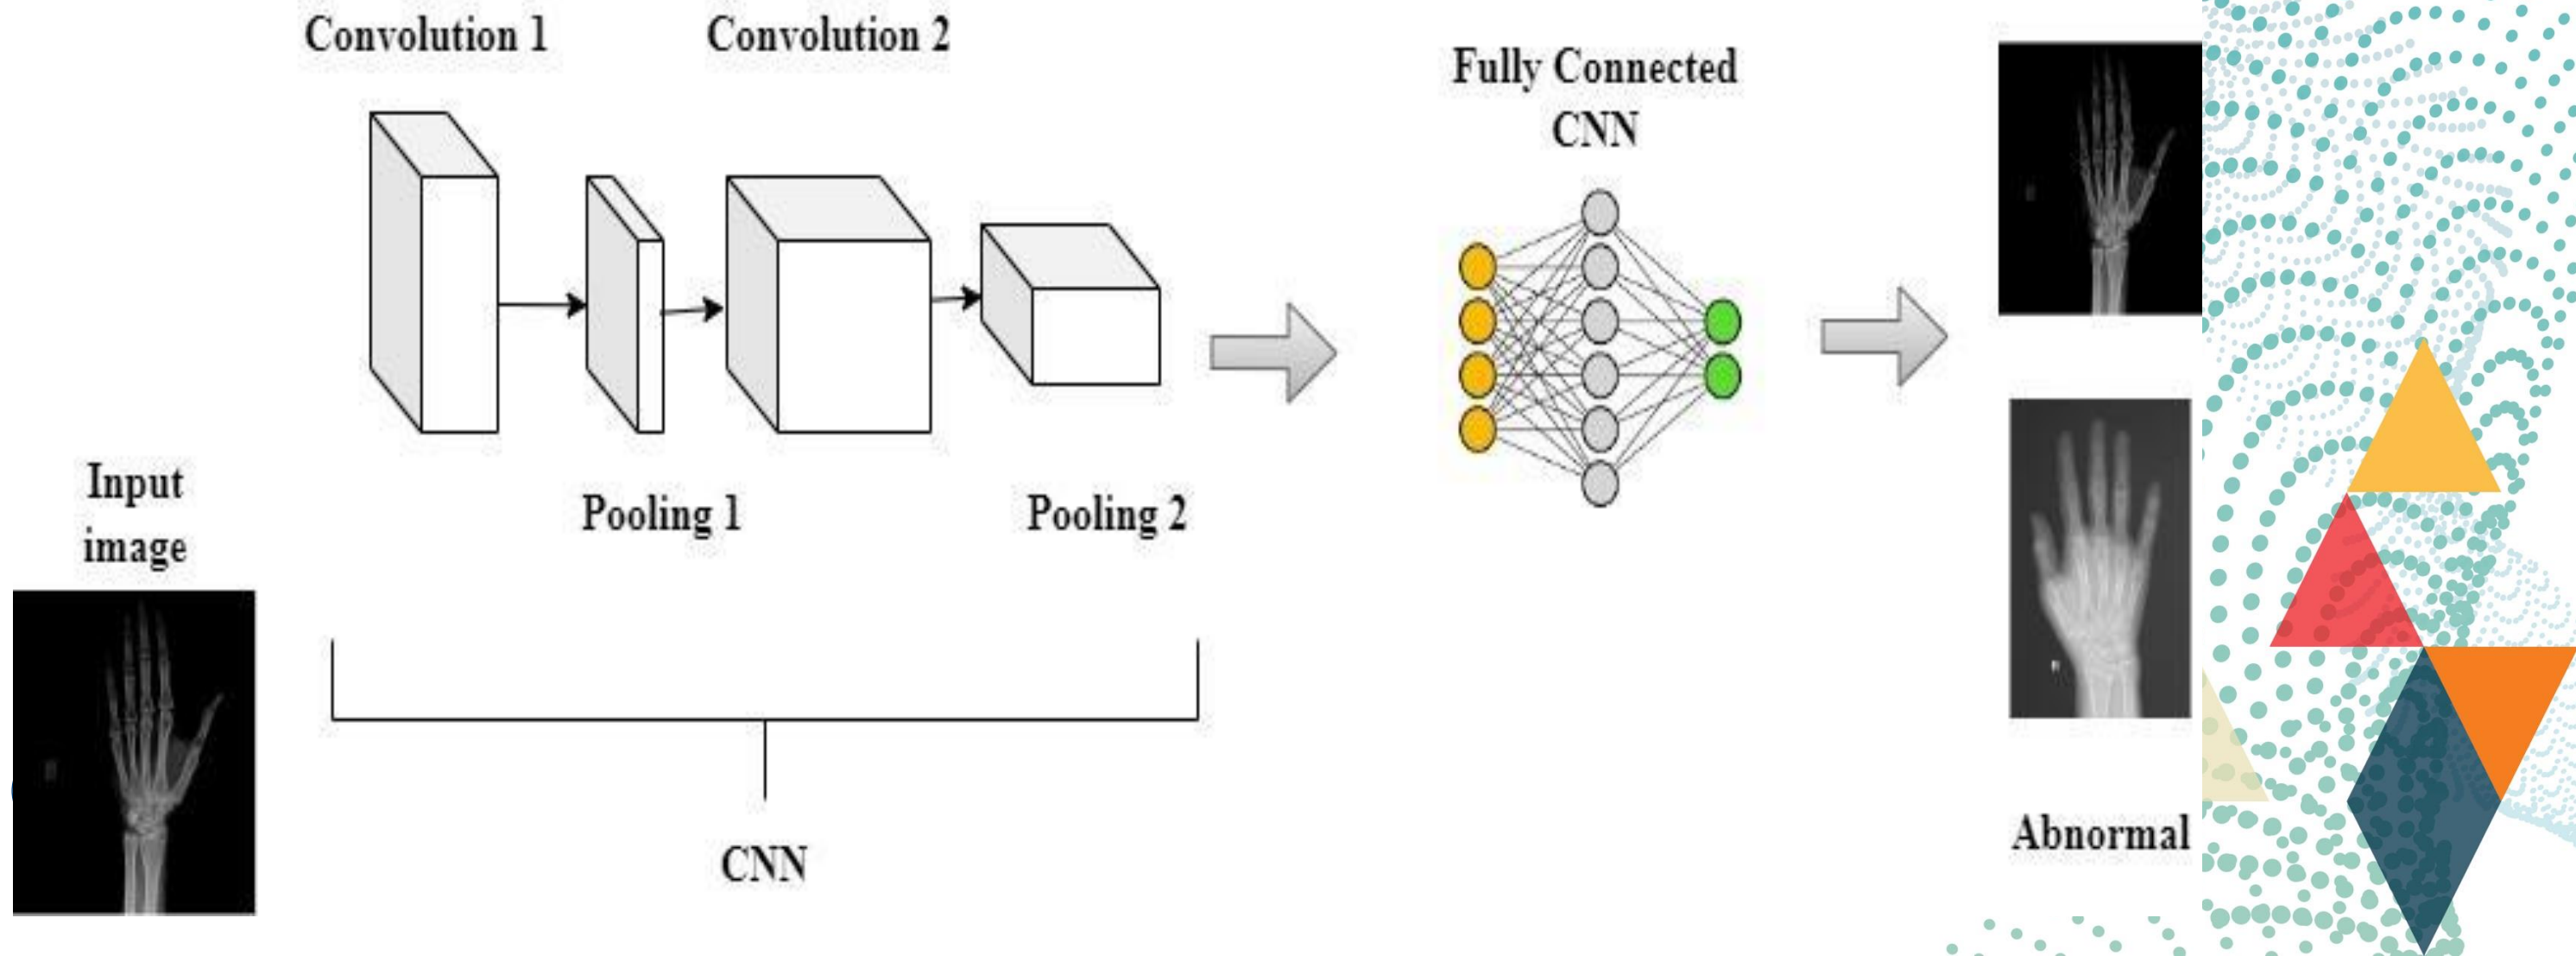 Convolution 1
Convolution 2
Fully Connected
CNN
Input
image
Pooling 1
Pooling 2
CNN
Abnormal